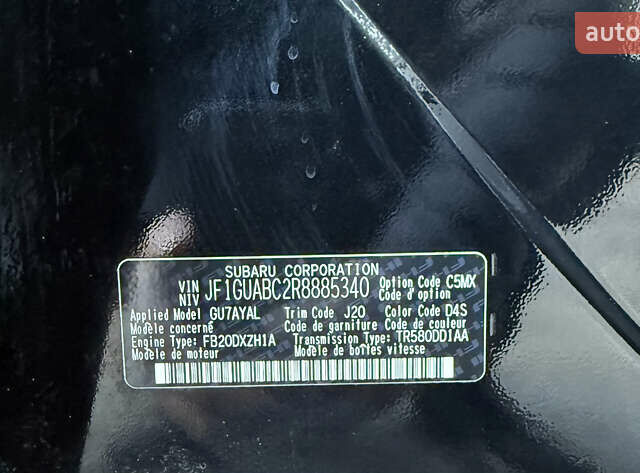 auto
SUBARU CORPORATION
VIN
NIV JF1GUABC2R8885340 Option Code C5MX
Code d'option
Applied Model GU7AYAL Trim Code J20 Color Code D4S
Modèle concerné Code de garniture Code de couleur
Engine Type: FB20DXZH1A Transmission Type: TR580DD1AA
Modèle de moteur Modèle de boîtes vitesse